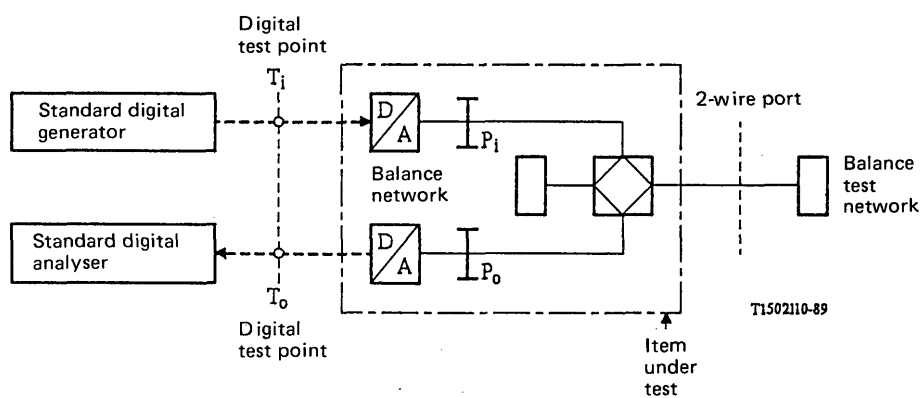 Digital
test point
Ti
Standard digital
generator
D
A
Pi
2-wire port
Balance
network
Balance
test
network
Standard digital
analyser
D
A
Po
To
Digital
test point
T1502110-89
Item
under
test